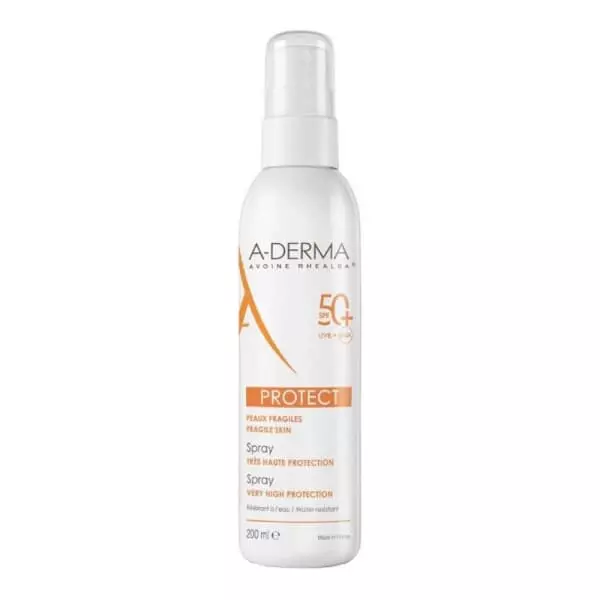 A-DERMA
AVOINE RHEALBA®
SPF 50+
UVB + UVA
PROTECT
PEAUX FRAGILES
FRAGILE SKIN
Spray
TRÈS HAUTE PROTECTION
Spray
VERY HIGH PROTECTION
Résistant à l'eau / Water resistant
200 ml ℮